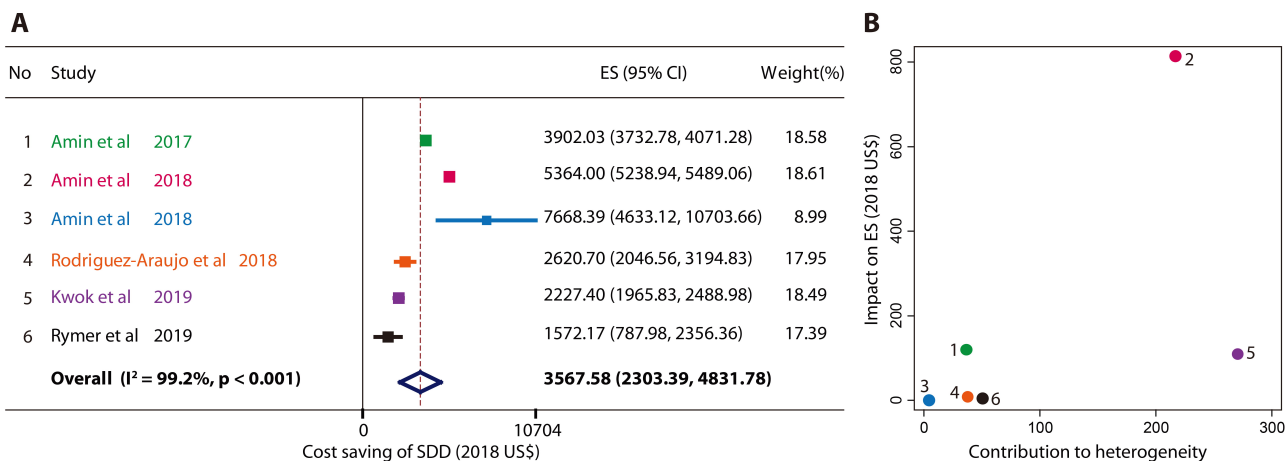 A
No Study ES (95% CI) Weight(%)
1 Amin et al 2017 3902.03 (3732.78, 4071.28) 18.58
2 Amin et al 2018 5364.00 (5238.94, 5489.06) 18.61
3 Amin et al 2018 7668.39 (4633.12, 10703.66) 8.99
4 Rodriguez-Araujo et al 2018 2620.70 (2046.56, 3194.83) 17.95
5 Kwok et al 2019 2227.40 (1965.83, 2488.98) 18.49
6 Rymer et al 2019 1572.17 (787.98, 2356.36) 17.39
Overall (I² = 99.2%, p < 0.001) 3567.58 (2303.39, 4831.78)
0 10704
Cost saving of SDD (2018 US$)
B
Impact on ES (2018 US$)
800
600
400
200
0
2
1
5
3
4
6
0 100 200 300
Contribution to heterogeneity